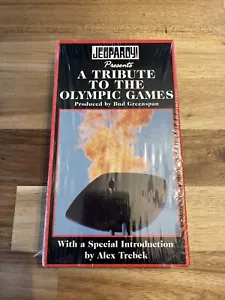 JEOPARDY!
Presents
A TRIBUTE
TO THE
OLYMPIC GAMES
Produced by Bud Greenspan
With a Special Introduction
by Alex Trebek